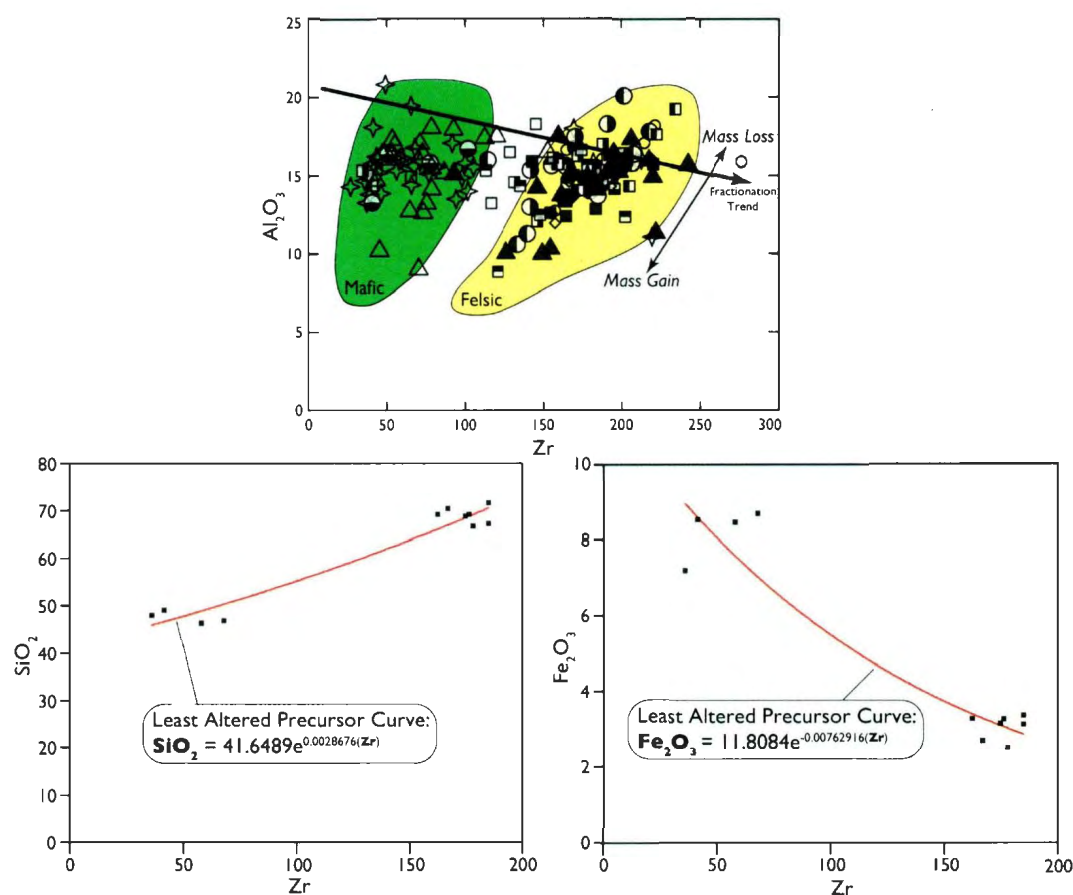 25
20
15
10
5
0
Al₂O₃
Mafic
Felsic
Mass Loss
Fractionation
Trend
Mass Gain
0 50 100 150 200 250 300
Zr
80
70
60
50
40
30
20
10
0
SiO₂
Least Altered Precursor Curve:
SiO₂ = 41.6489e^0.0028676(Zr)
0 50 100 150 200
Zr
10
8
6
4
2
0
Fe₂O₃
Least Altered Precursor Curve:
Fe₂O₃ = 11.8084e^-0.00762916(Zr)
0 50 100 150 200
Zr